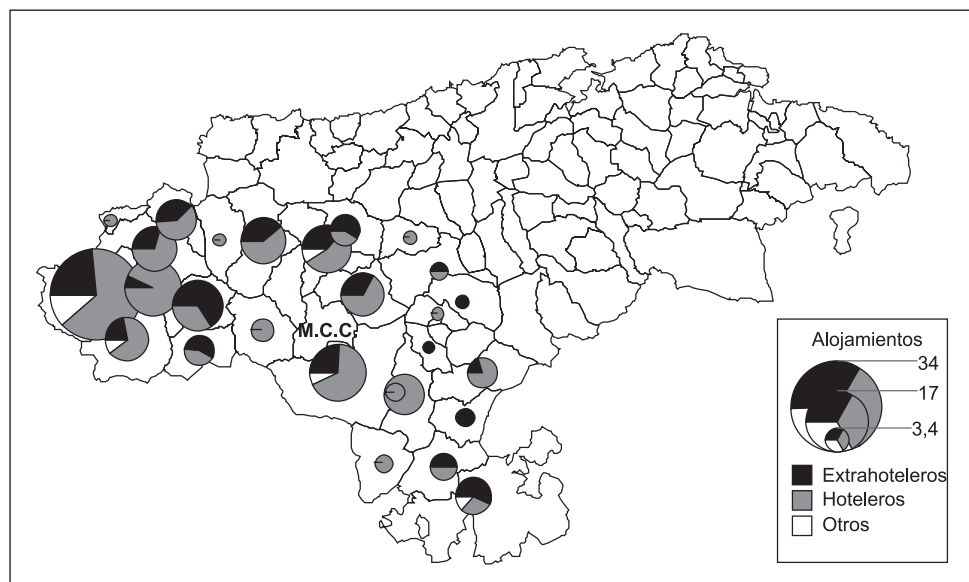 M.C.C.
Alojamientos
34
17
3,4
Extrahoteleros
Hoteleros
Otros